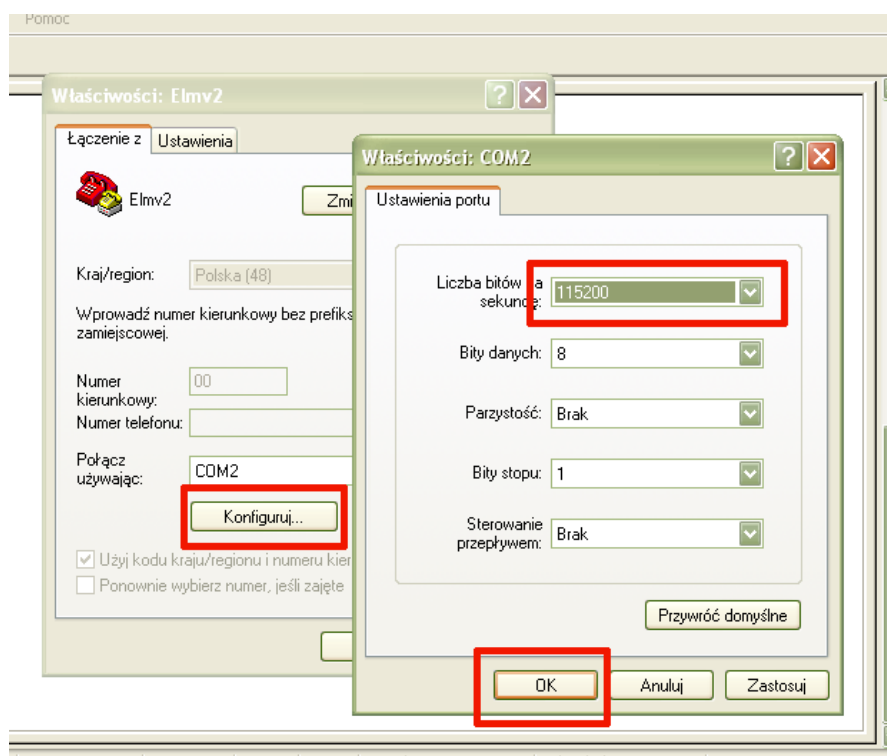 Pomoc
Właściwości: Elmv2
Łączenie z
Ustawienia
Elmv2
Zmi
Kraj/region:
Polska (48)
Wprowadź numer kierunkowy bez prefiks
zamiejscowej.
Numer
kierunkowy:
00
Numer telefonu:
Połącz
używając:
COM2
Konfiguruj...
Użyj kodu kraju/regionu i numeru kier
Ponownie wybierz numer, jeśli zajęte
Właściwości: COM2
Ustawienia portu
Liczba bitów a
sekundę:
115200
Bity danych:
8
Parzystość:
Brak
Bity stopu:
1
Sterowanie
przepływem:
Brak
Przywróć domyślne
OK
Anuluj
Zastosuj